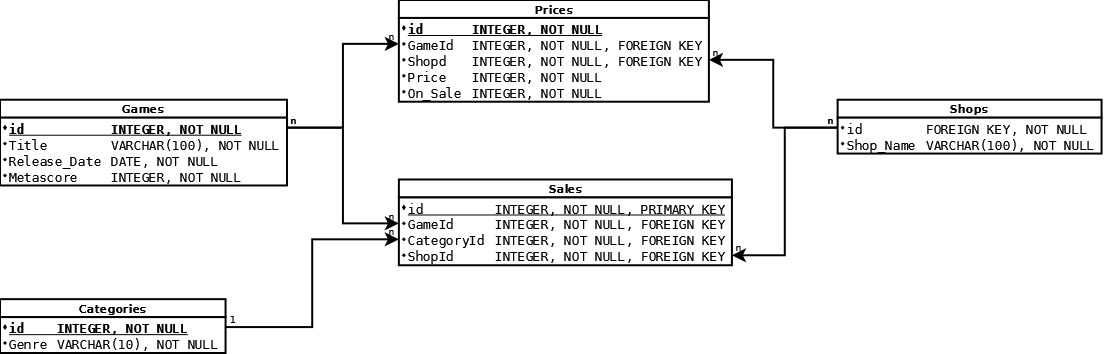 Prices
id INTEGER, NOT NULL
GameId INTEGER, NOT NULL, FOREIGN KEY
Shopd INTEGER, NOT NULL, FOREIGN KEY
Price INTEGER, NOT NULL
On_Sale INTEGER, NOT NULL
n
n
Games
id INTEGER, NOT NULL
Title VARCHAR(100), NOT NULL
Release_Date DATE, NOT NULL
Metascore INTEGER, NOT NULL
n
Shops
id FOREIGN KEY, NOT NULL
Shop_Name VARCHAR(100), NOT NULL
n
Sales
id INTEGER, NOT NULL, PRIMARY KEY
GameId INTEGER, NOT NULL, FOREIGN KEY
CategoryId INTEGER, NOT NULL, FOREIGN KEY
ShopId INTEGER, NOT NULL, FOREIGN KEY
n
n
n
Categories
id INTEGER, NOT NULL
Genre VARCHAR(10), NOT NULL
1